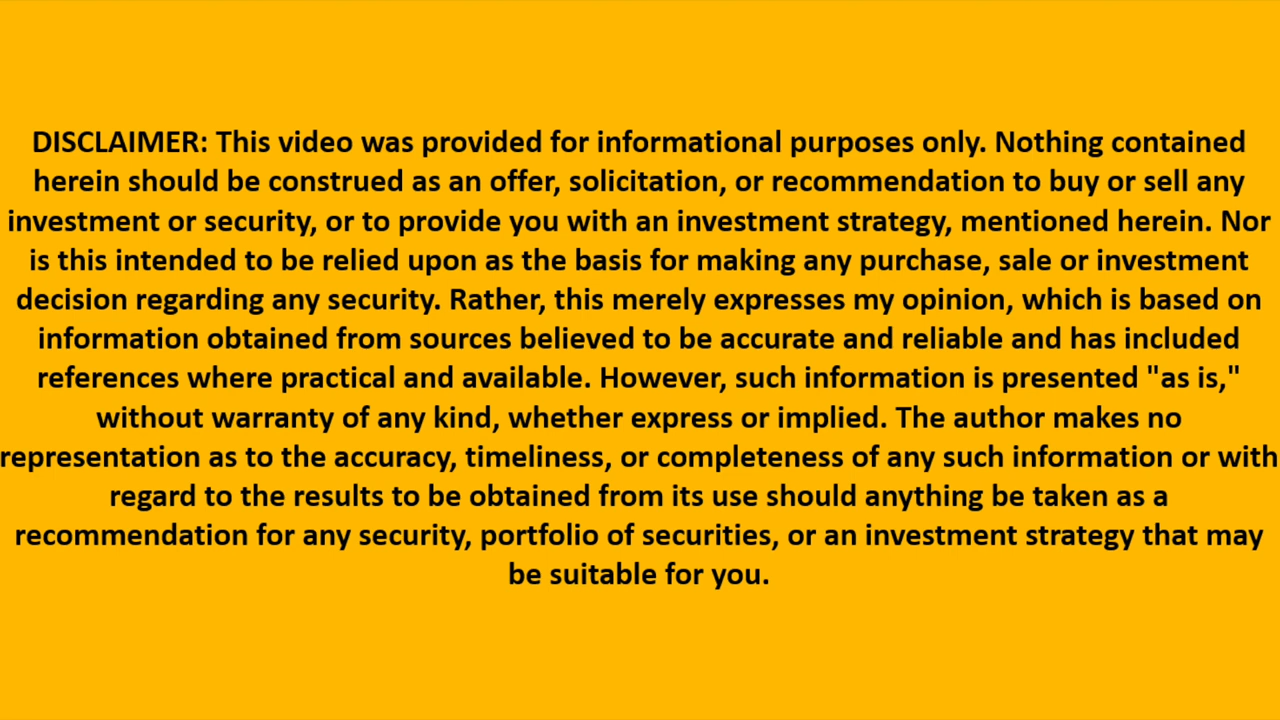 DISCLAIMER: This video was provided for informational purposes only. Nothing contained
herein should be construed as an offer, solicitation, or recommendation to buy or sell any
investment or security, or to provide you with an investment strategy, mentioned herein. Nor
is this intended to be relied upon as the basis for making any purchase, sale or investment
decision regarding any security. Rather, this merely expresses my opinion, which is based on
information obtained from sources believed to be accurate and reliable and has included
references where practical and available. However, such information is presented "as is,"
without warranty of any kind, whether express or implied. The author makes no
representation as to the accuracy, timeliness, or completeness of any such information or with
regard to the results to be obtained from its use should anything be taken as a
recommendation for any security, portfolio of securities, or an investment strategy that may
be suitable for you.